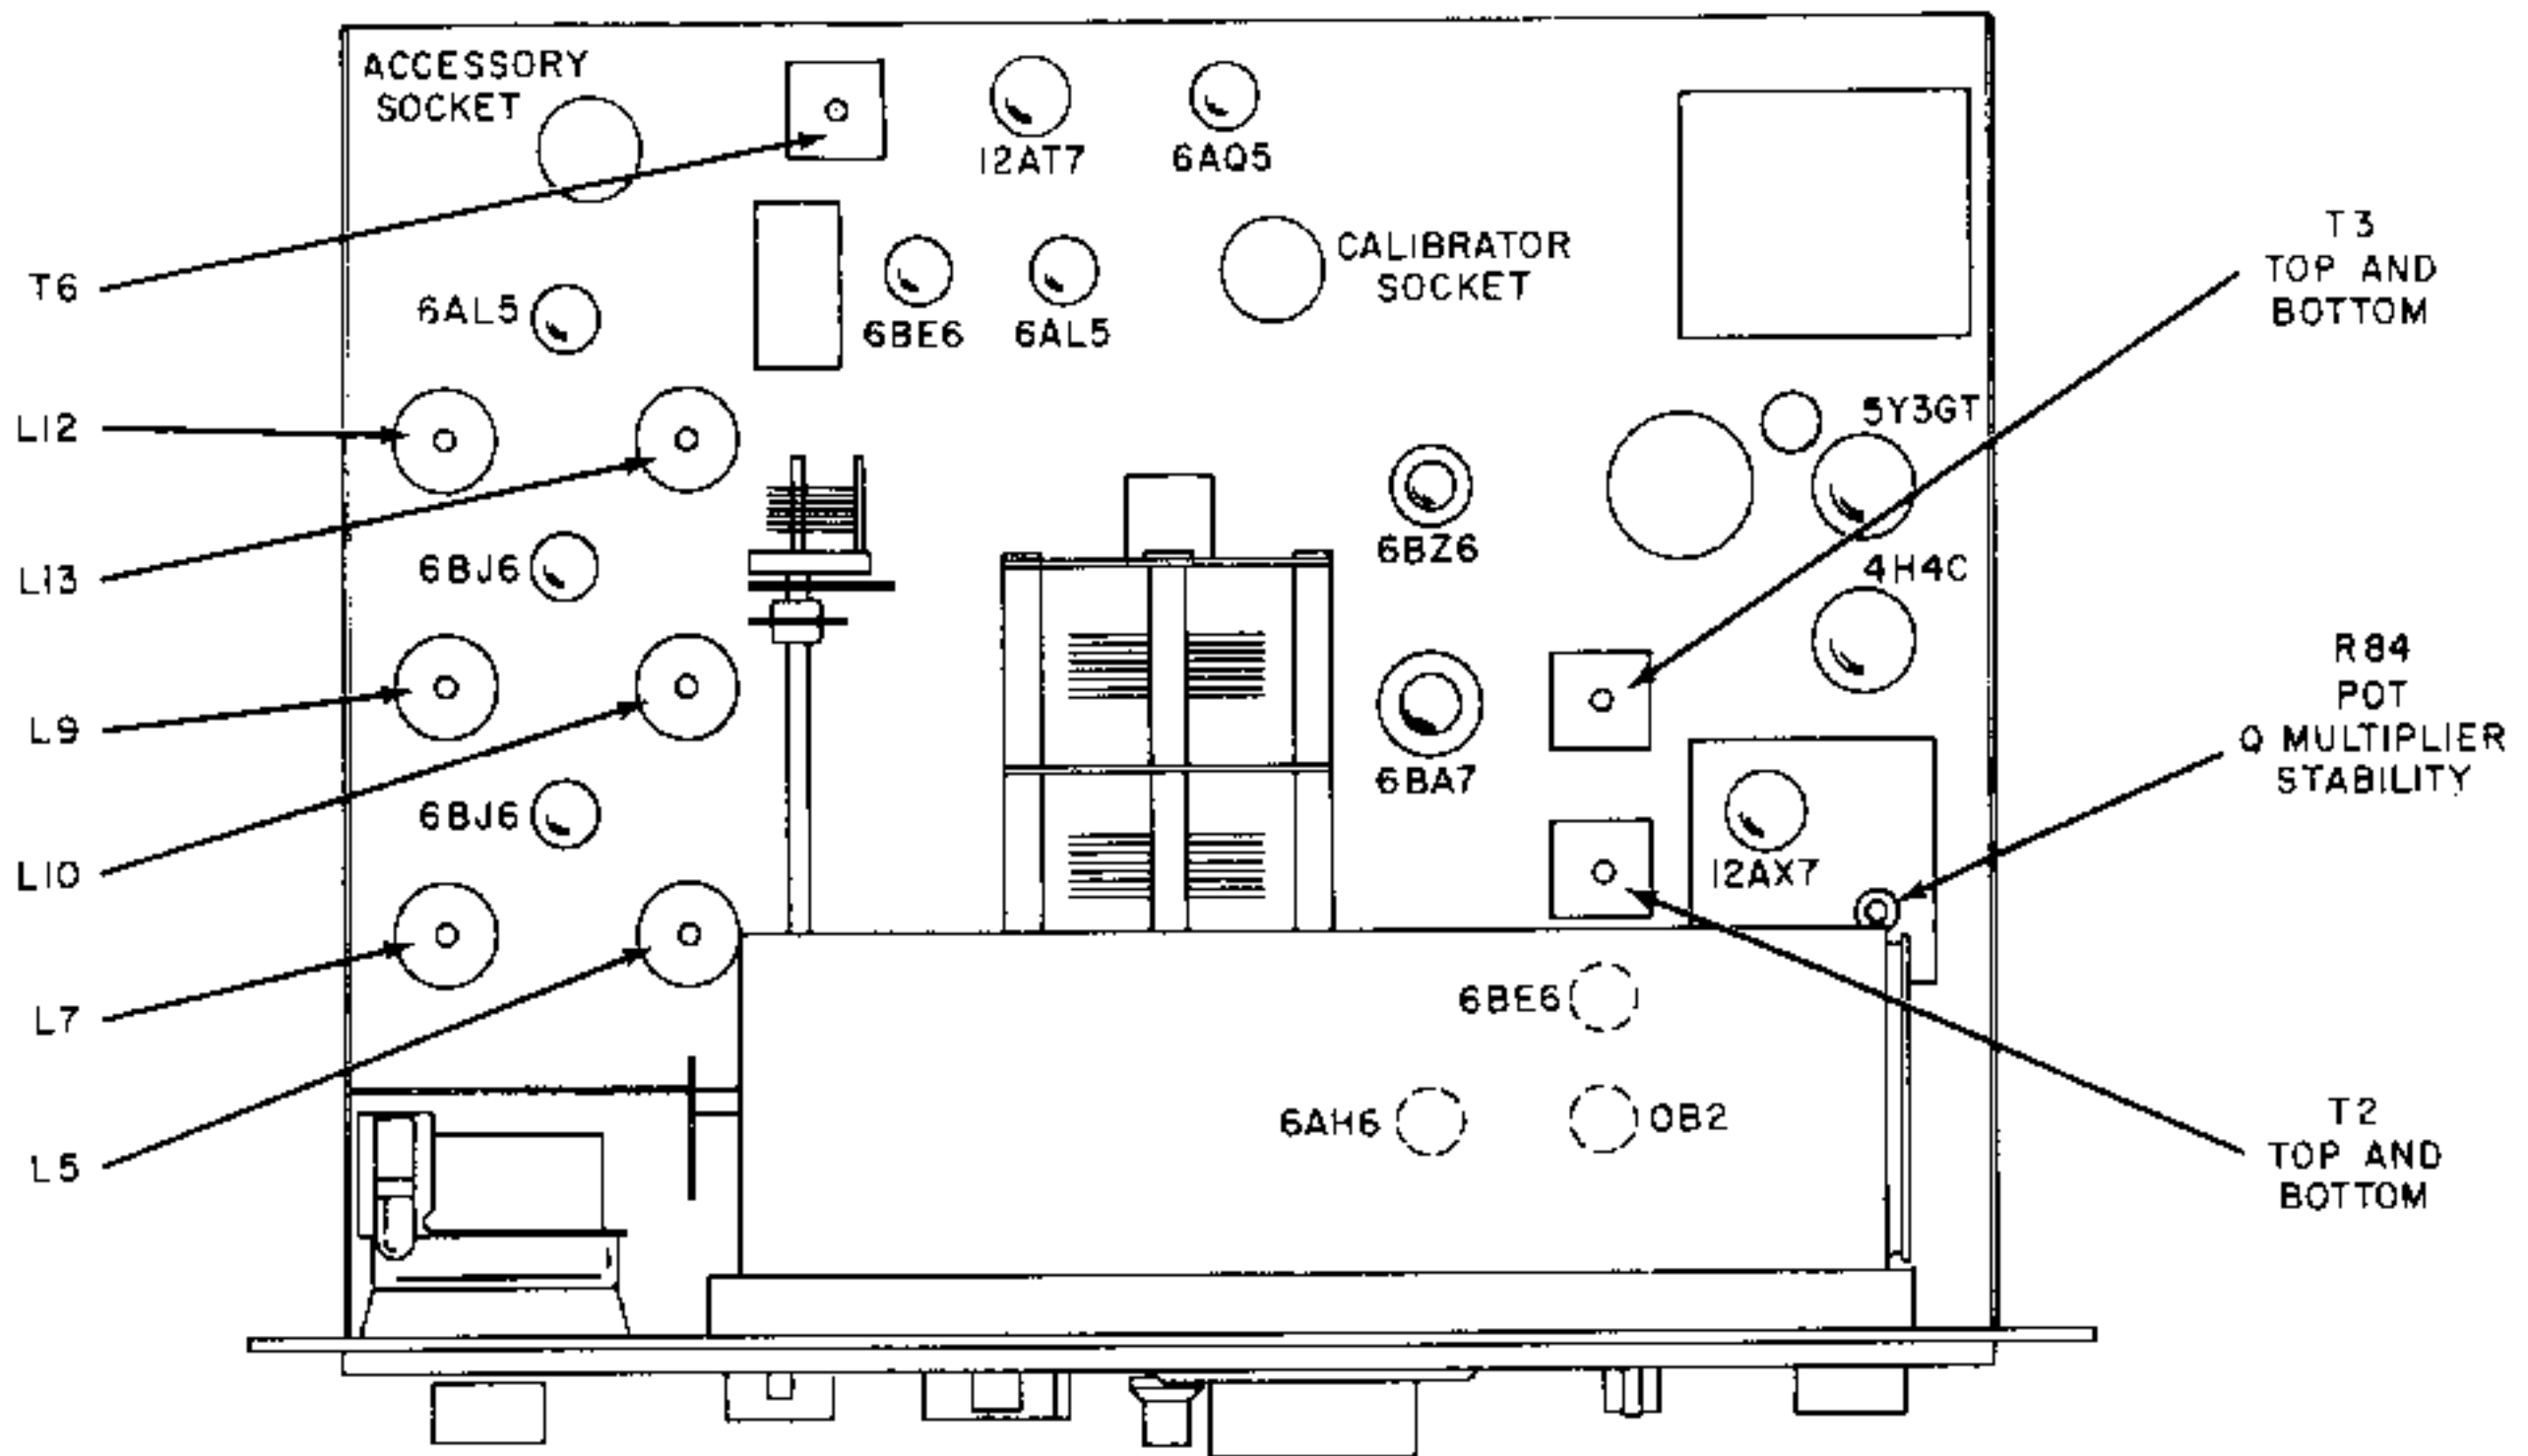 ACCESSORY
SOCKET
12AT7
6AQ5
CALIBRATOR
SOCKET
T3
TOP AND
BOTTOM
T6
6AL5
6BE6
6AL5
L12
5Y3GT
L13
6BJ6
6BZ6
4H4C
R84
POT
Q MULTIPLIER
STABILITY
L9
6BA7
L10
6BJ6
12AX7
L7
6BE6
L5
6AH6
OB2
T2
TOP AND
BOTTOM